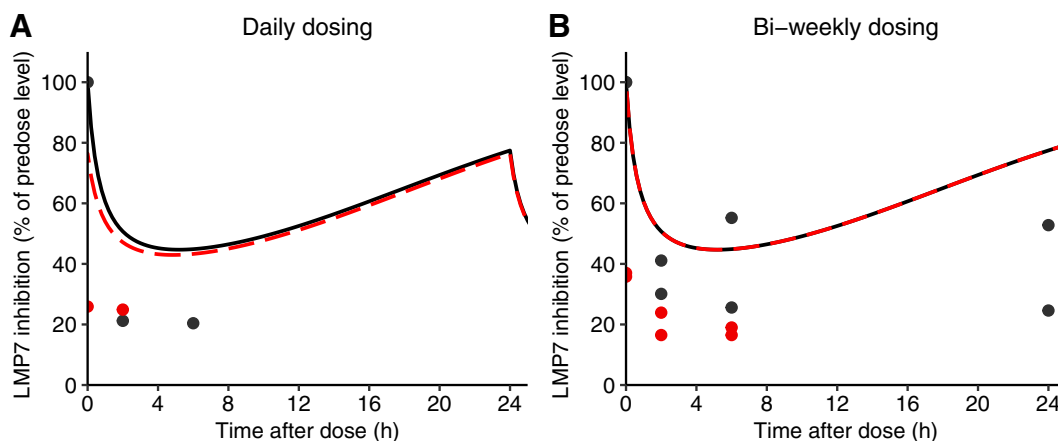 A
Daily dosing
LMP7 inhibition (% of predose level)
100
80
60
40
20
0
0 4 8 12 16 20 24
Time after dose (h)
B
Bi−weekly dosing
LMP7 inhibition (% of predose level)
100
80
60
40
20
0
0 4 8 12 16 20 24
Time after dose (h)